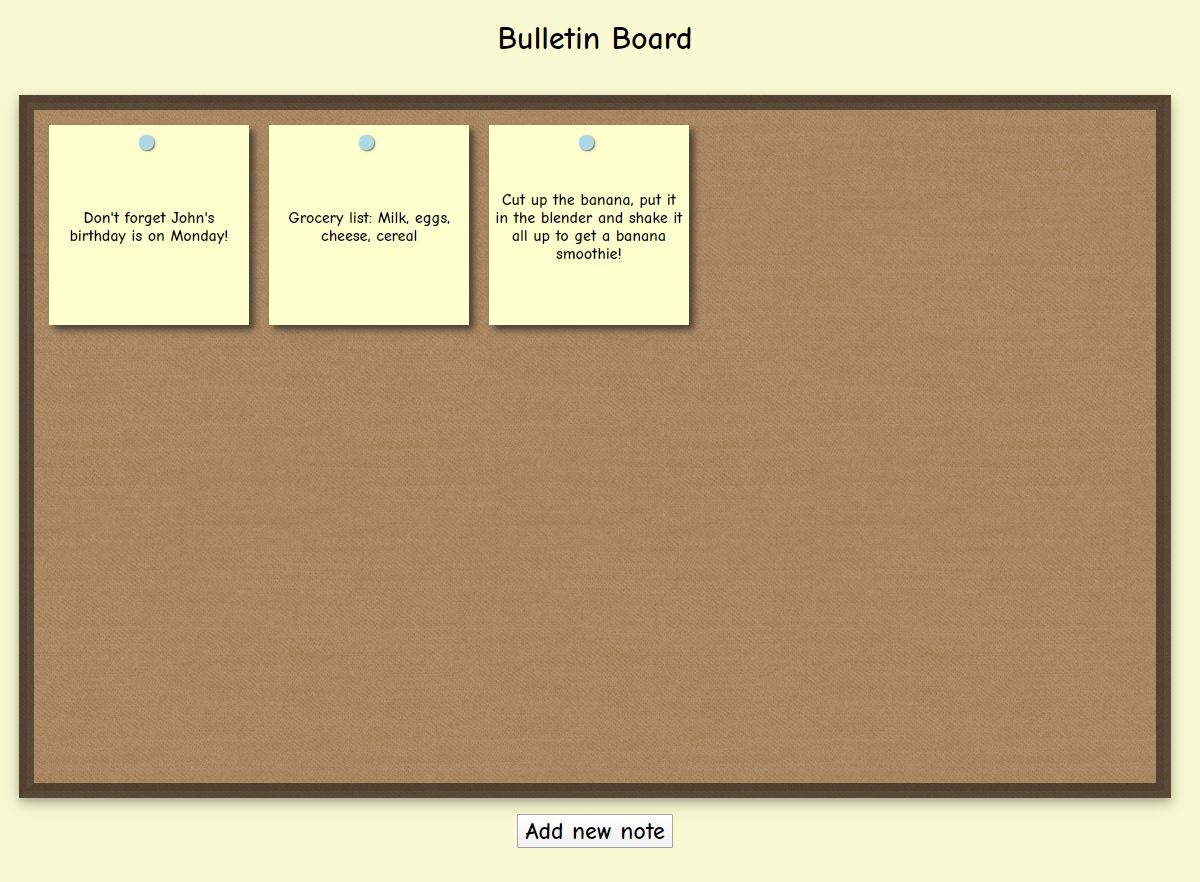 Bulletin Board
Don't forget John's
birthday is on Monday!
Grocery list: Milk, eggs,
cheese, cereal
Cut up the banana, put it
in the blender and shake it
all up to get a banana
smoothie!
Add new note